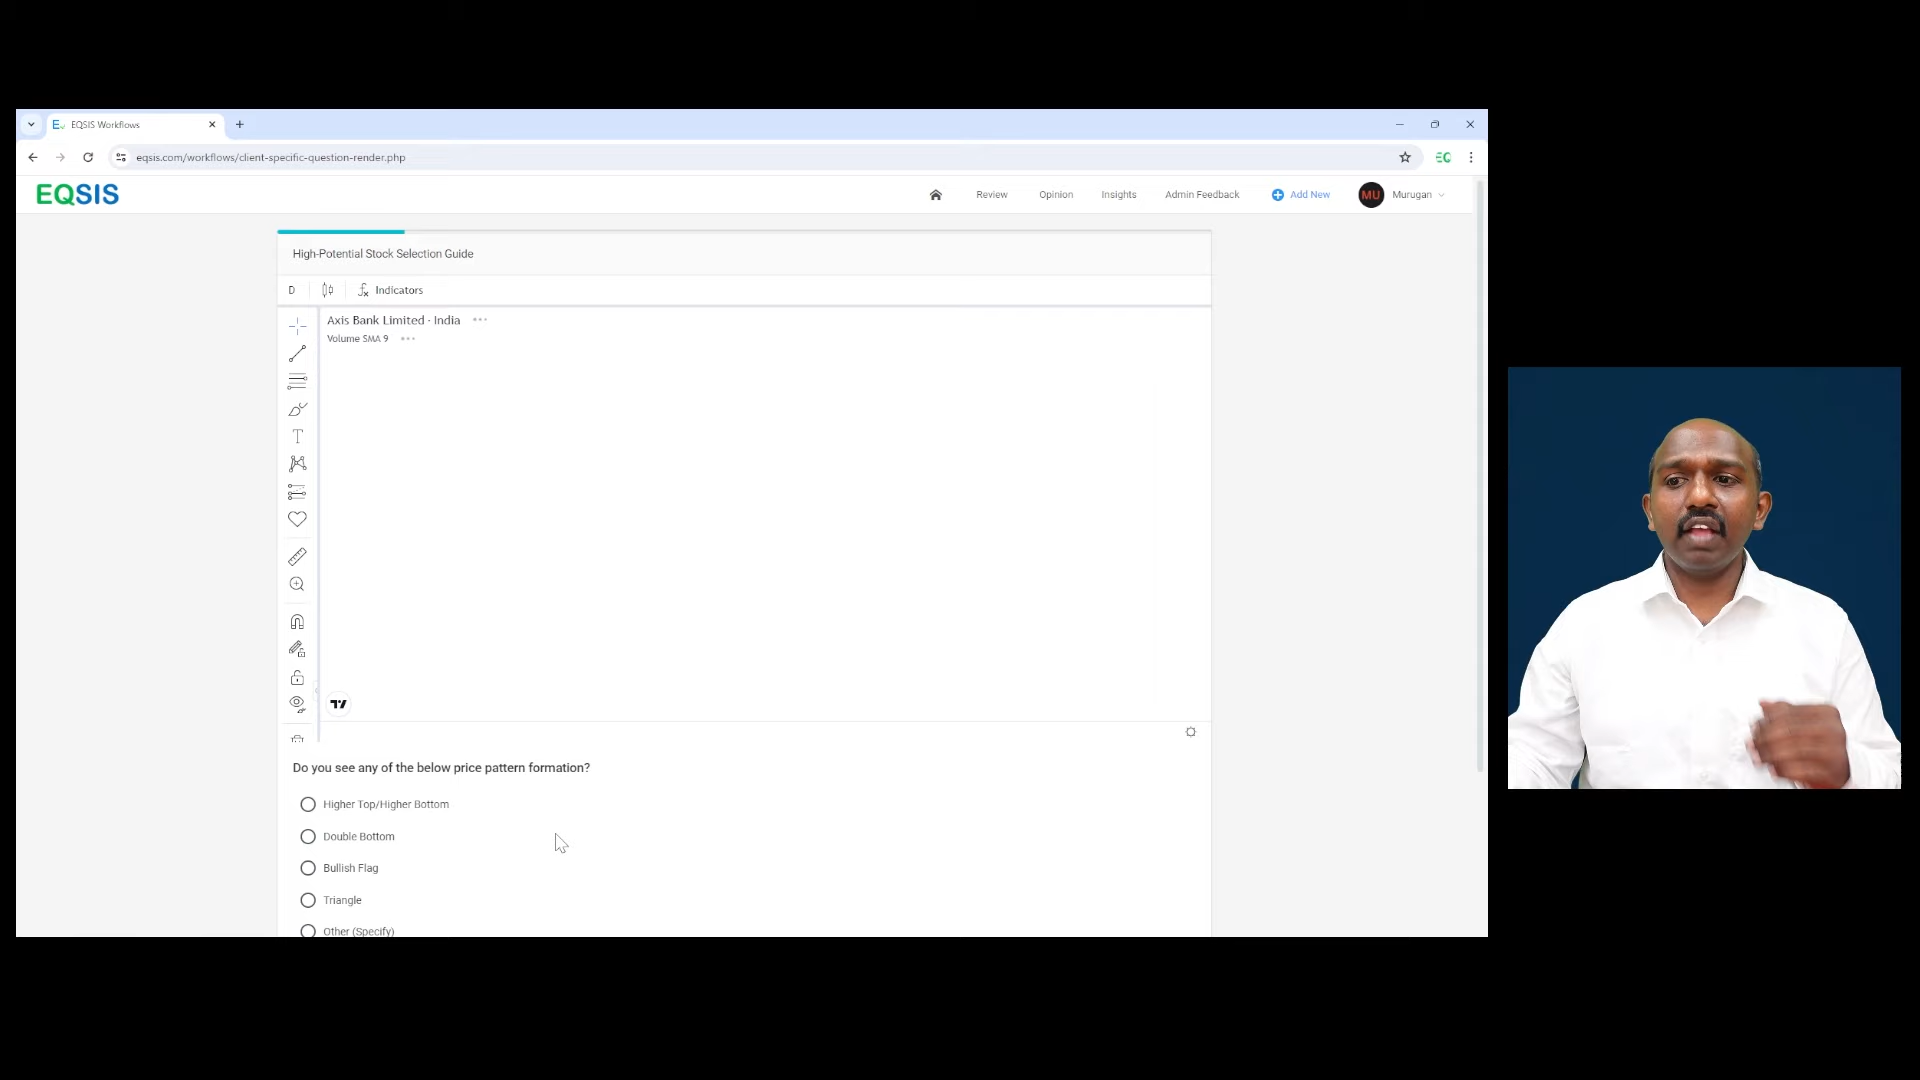 EQSIS Workflows
eqsis.com/workflows/client-specific-question-render.php
EQ
EQSIS
Review
Opinion
Insights
Admin Feedback
Add New
MU
Murugan
High-Potential Stock Selection Guide
D
Indicators
Axis Bank Limited · India
Volume SMA 9
Do you see any of the below price pattern formation?
Higher Top/Higher Bottom
Double Bottom
Bullish Flag
Triangle
Other (Specify)